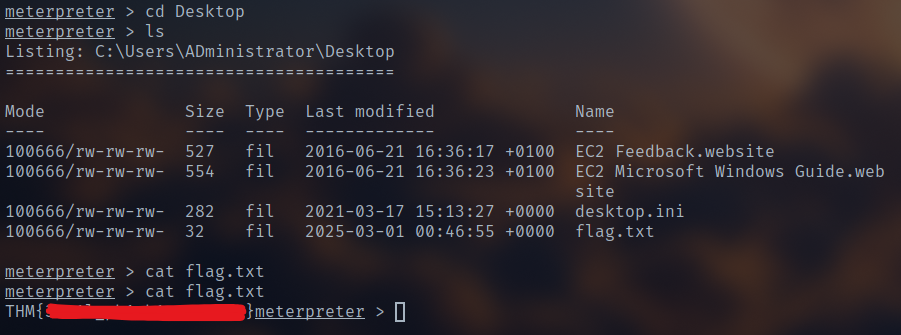 meterpreter > cd Desktop
meterpreter > ls
Listing: C:\Users\ADministrator\Desktop
=======================================
Mode Size Type Last modified Name
---- ---- ---- ------------- ----
100666/rw-rw-rw- 527 fil 2016-06-21 16:36:17 +0100 EC2 Feedback.website
100666/rw-rw-rw- 554 fil 2016-06-21 16:36:23 +0100 EC2 Microsoft Windows Guide.web
site
100666/rw-rw-rw- 282 fil 2021-03-17 15:13:27 +0000 desktop.ini
100666/rw-rw-rw- 32 fil 2025-03-01 00:46:55 +0000 flag.txt
meterpreter > cat flag.txt
meterpreter > cat flag.txt
THM{ }meterpreter >